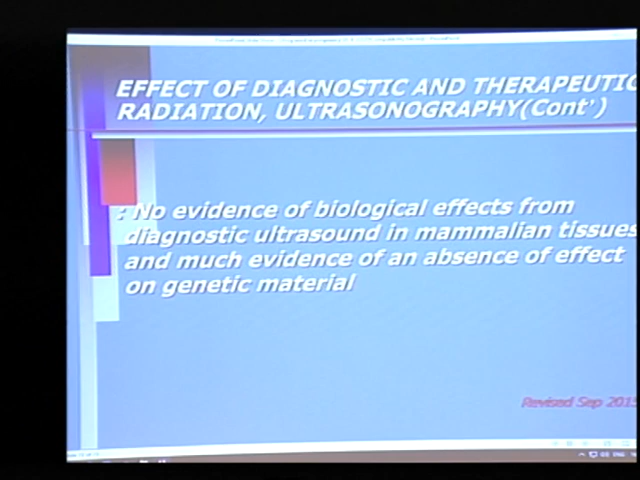 EFFECT OF DIAGNOSTIC AND THERAPEUTIC
RADIATION, ULTRASONOGRAPHY(Cont')
: No evidence of biological effects from
diagnostic ultrasound in mammalian tissues
and much evidence of an absence of effect
on genetic material
Revised Sep 2015
ENG